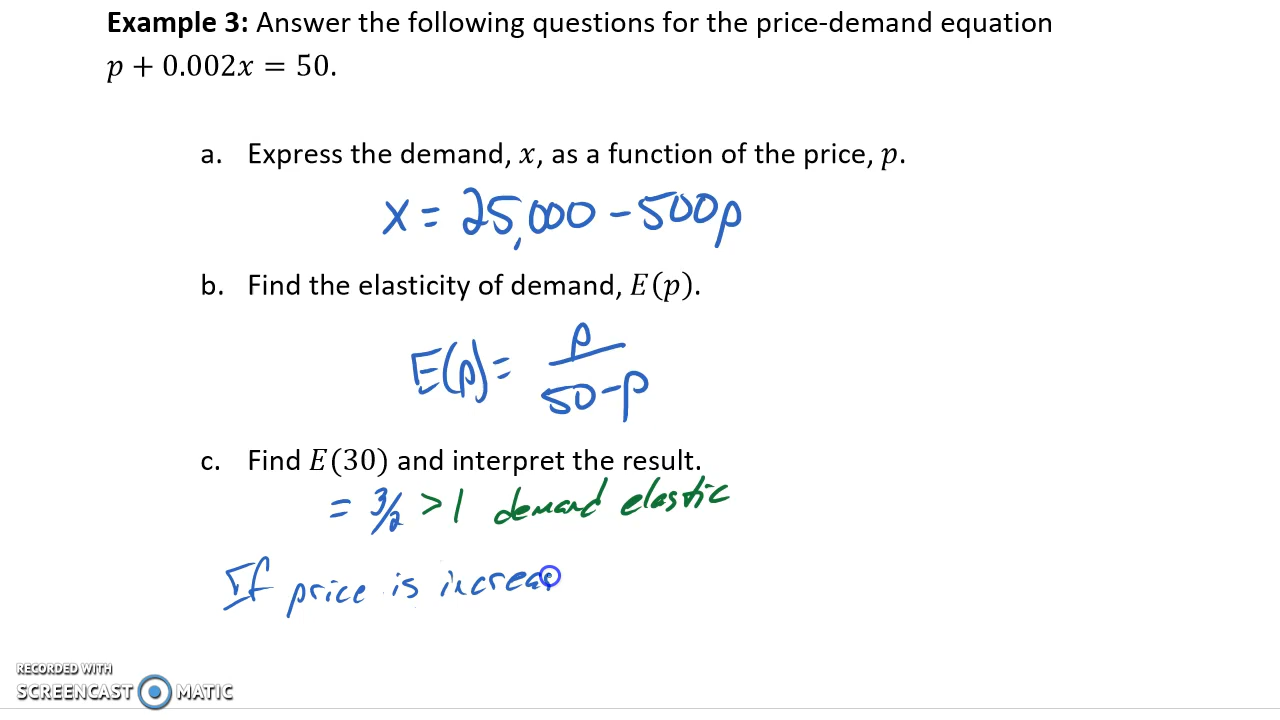 Example 3: Answer the following questions for the price-demand equation
p + 0.002x = 50.
a. Express the demand, x, as a function of the price, p.
x = 25,000 - 500p
b. Find the elasticity of demand, E(p).
E(p) = p / 50-p
c. Find E(30) and interpret the result.
= 3/2 > 1 demand elastic
If price is increas
RECORDED WITH
SCREENCAST MATIC